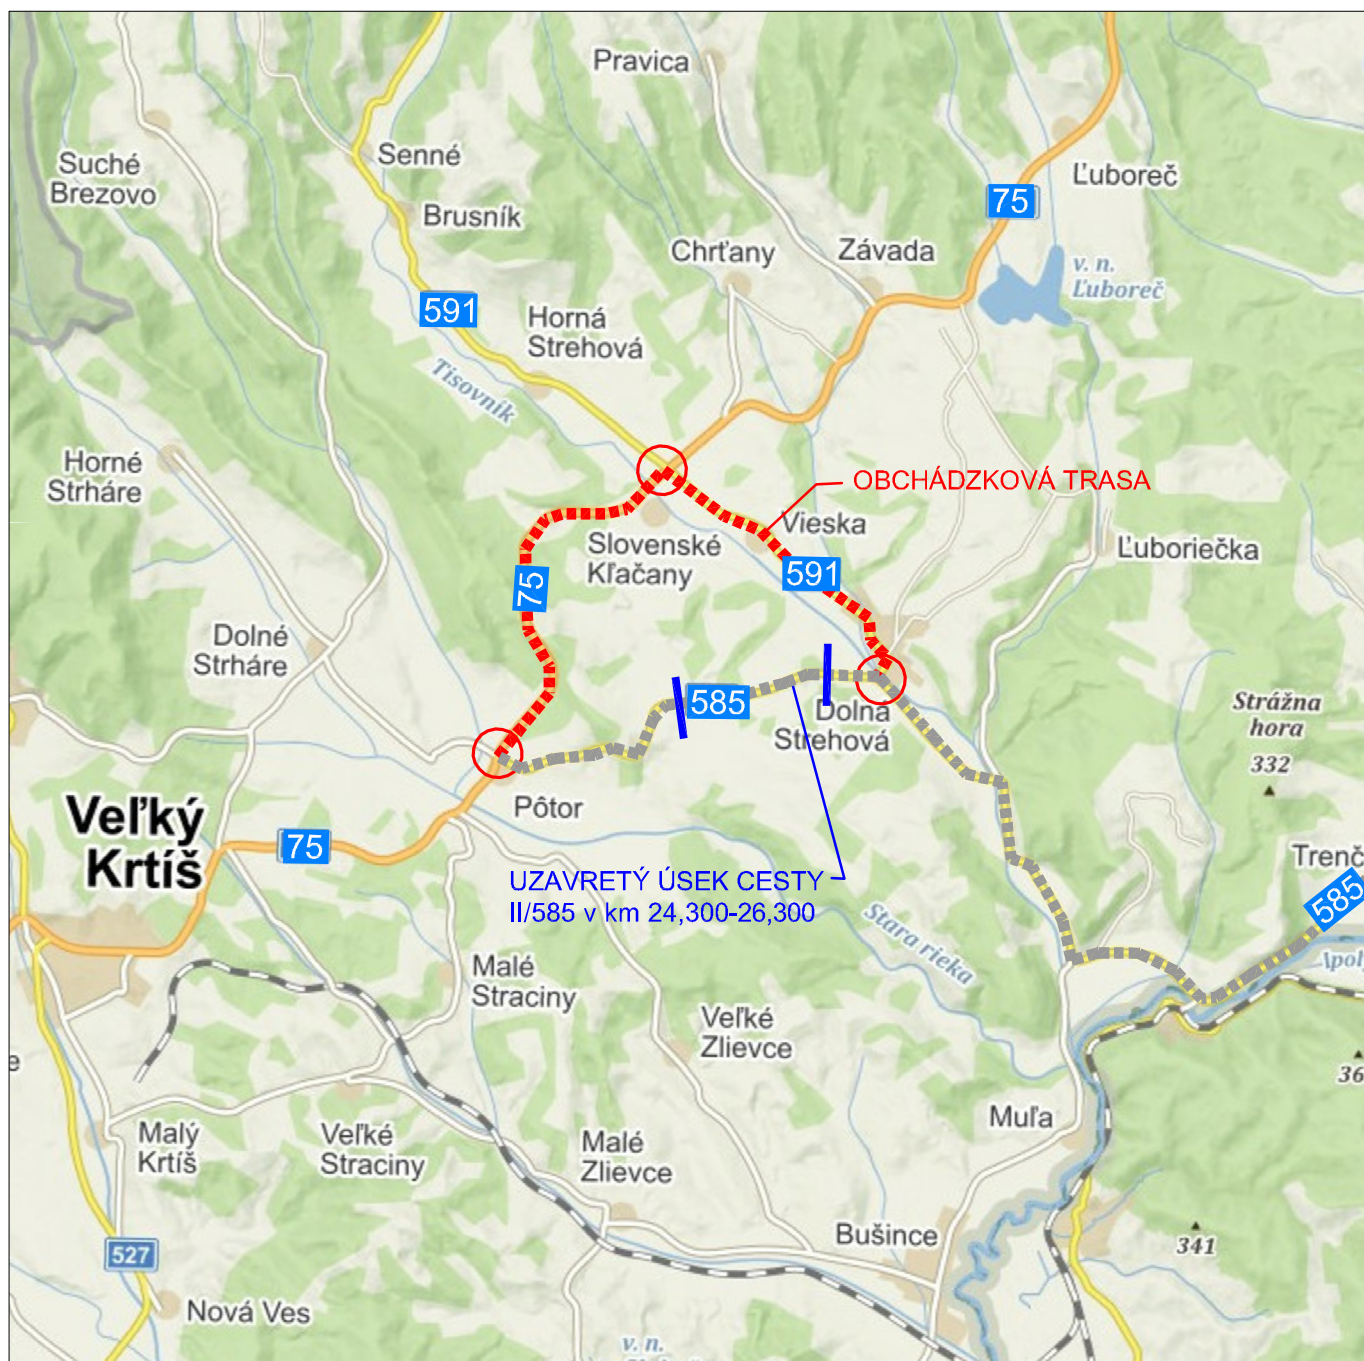 Pravica
Suché
Brezovo
Senné
Ľuboreč
75
Brusník
Chrťany
Závada
v. n.
Ľuboreč
591
Horná
Strehová
Tisovník
Horné
Strháre
OBCHÁDZKOVÁ TRASA
Vieska
Slovenské
Kľačany
Ľuboriečka
591
75
Dolné
Strháre
585
Dolná
Strehová
Strážna
hora
332
Pôtor
Veľký
Krtíš
75
Trenč
UZAVRETÝ ÚSEK CESTY
II/585 v km 24,300-26,300
585
Stará rieka
Malé
Straciny
Veľké
Zlievce
e
36
Muľa
Malý
Krtíš
Veľké
Straciny
Malé
Zlievce
Bušince
341
527
Nová Ves
v. n.